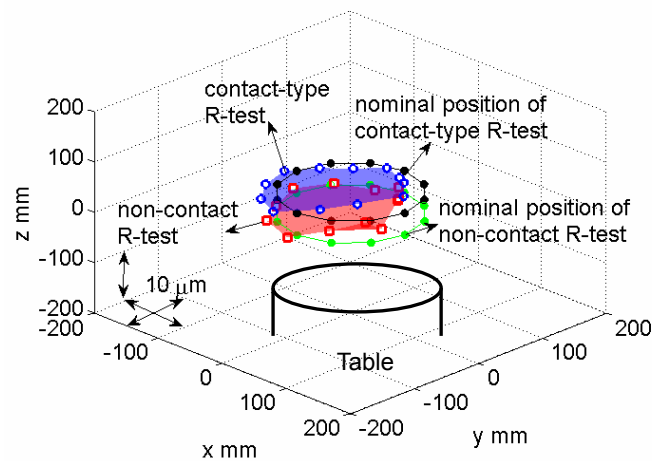 200
100
0
-100
-200
z mm
contact-type
R-test
nominal position of
contact-type R-test
non-contact
R-test
nominal position of
non-contact R-test
10 μm
Table
-200
-100
0
100
200
x mm
-200
-100
0
100
200
y mm